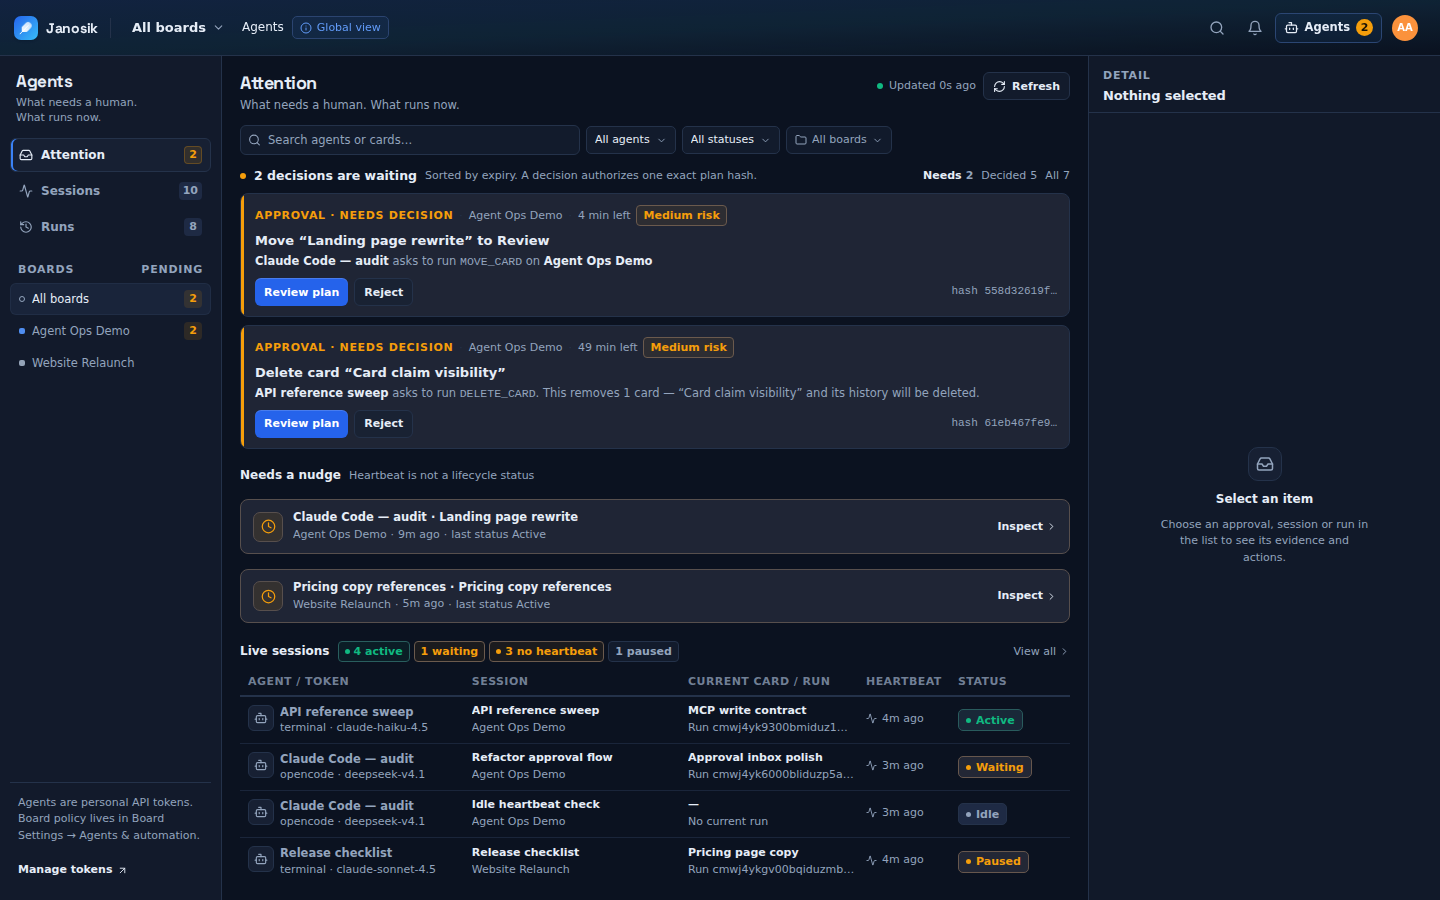 Janosik
All boards
Agents
Global view
Agents 2
AA
Agents
What needs a human.
What runs now.
Attention 2
Sessions 10
Runs 8
BOARDS PENDING
All boards 2
Agent Ops Demo 2
Website Relaunch
Agents are personal API tokens.
Board policy lives in Board
Settings → Agents & automation.
Manage tokens
Attention
What needs a human. What runs now.
Updated 0s ago
Refresh
Search agents or cards…
All agents
All statuses
All boards
2 decisions are waiting Sorted by expiry. A decision authorizes one exact plan hash.
Needs 2 Decided 5 All 7
APPROVAL · NEEDS DECISION Agent Ops Demo 4 min left Medium risk
Move “Landing page rewrite” to Review
Claude Code — audit asks to run MOVE_CARD on Agent Ops Demo
Review plan Reject hash 558d32619f…
APPROVAL · NEEDS DECISION Agent Ops Demo 49 min left Medium risk
Delete card “Card claim visibility”
API reference sweep asks to run DELETE_CARD. This removes 1 card — “Card claim visibility” and its history will be deleted.
Review plan Reject hash 61eb467fe9…
Needs a nudge Heartbeat is not a lifecycle status
Claude Code — audit · Landing page rewrite
Agent Ops Demo · 9m ago · last status Active
Inspect
Pricing copy references · Pricing copy references
Website Relaunch · 5m ago · last status Active
Inspect
Live sessions 4 active 1 waiting 3 no heartbeat 1 paused View all
AGENT / TOKEN SESSION CURRENT CARD / RUN HEARTBEAT STATUS
API reference sweep API reference sweep MCP write contract 4m ago Active
terminal · claude-haiku-4.5 Agent Ops Demo Run cmwj4yk9300bmiduz1…
Claude Code — audit Refactor approval flow Approval inbox polish 3m ago Waiting
opencode · deepseek-v4.1 Agent Ops Demo Run cmwj4yk6000bliduzp5a…
Claude Code — audit Idle heartbeat check — 3m ago Idle
opencode · deepseek-v4.1 Agent Ops Demo No current run
Release checklist Release checklist Pricing page copy 4m ago Paused
terminal · claude-sonnet-4.5 Website Relaunch Run cmwj4ykgv00bqiduzmb…
DETAIL
Nothing selected
Select an item
Choose an approval, session or run in
the list to see its evidence and
actions.